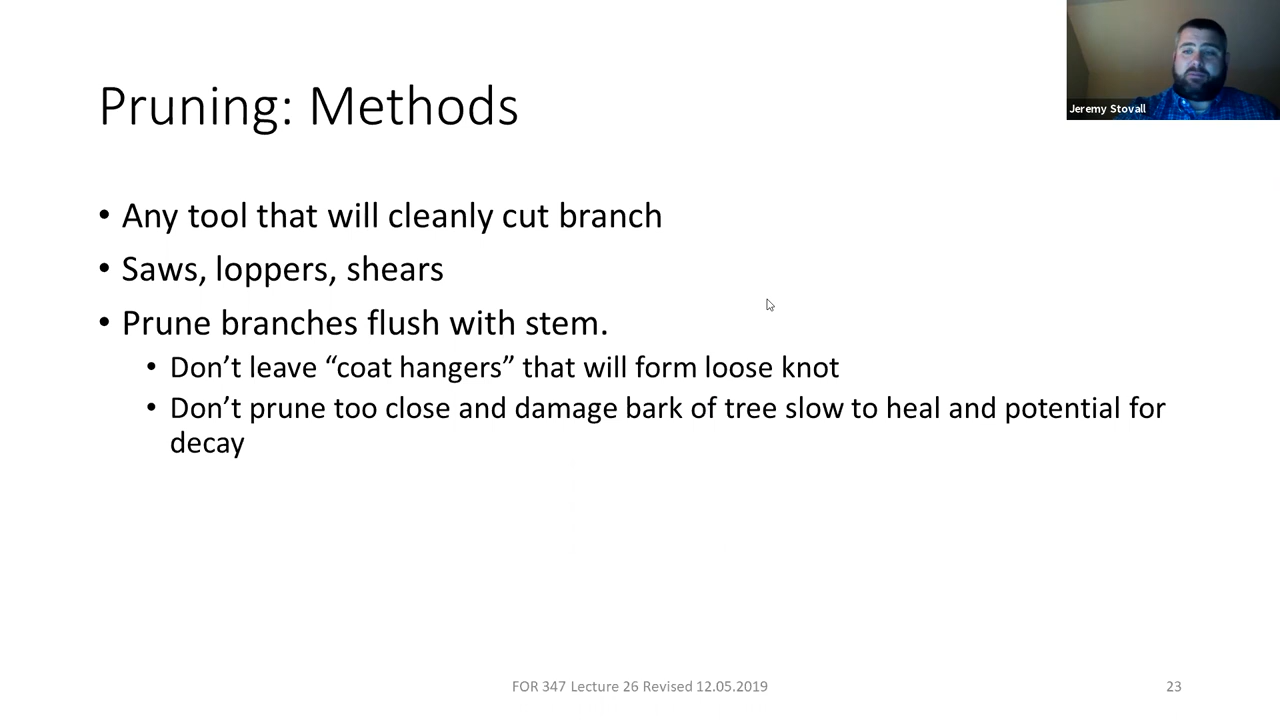 Jeremy Stovall
Pruning: Methods
• Any tool that will cleanly cut branch
• Saws, loppers, shears
• Prune branches flush with stem.
• Don’t leave “coat hangers” that will form loose knot
• Don’t prune too close and damage bark of tree slow to heal and potential for
decay
FOR 347 Lecture 26 Revised 12.05.2019
23